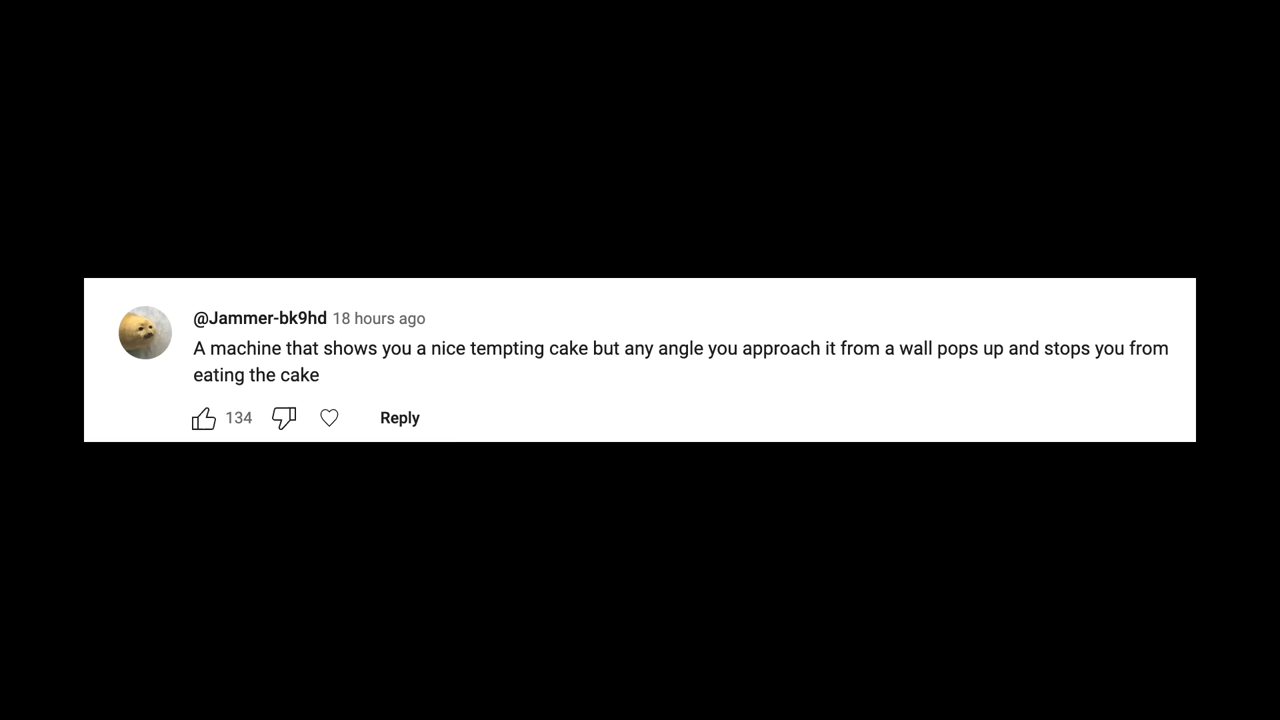 @Jammer-bk9hd 18 hours ago
A machine that shows you a nice tempting cake but any angle you approach it from a wall pops up and stops you from
eating the cake
134 Reply